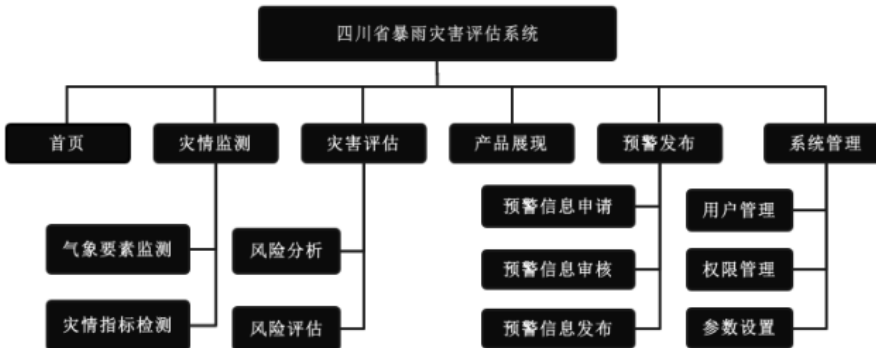 四川省暴雨灾害评估系统
首页
灾情监测
灾害评估
产品展现
预警发布
系统管理
气象要素监测
灾情指标检测
风险分析
风险评估
预警信息申请
预警信息审核
预警信息发布
用户管理
权限管理
参数设置